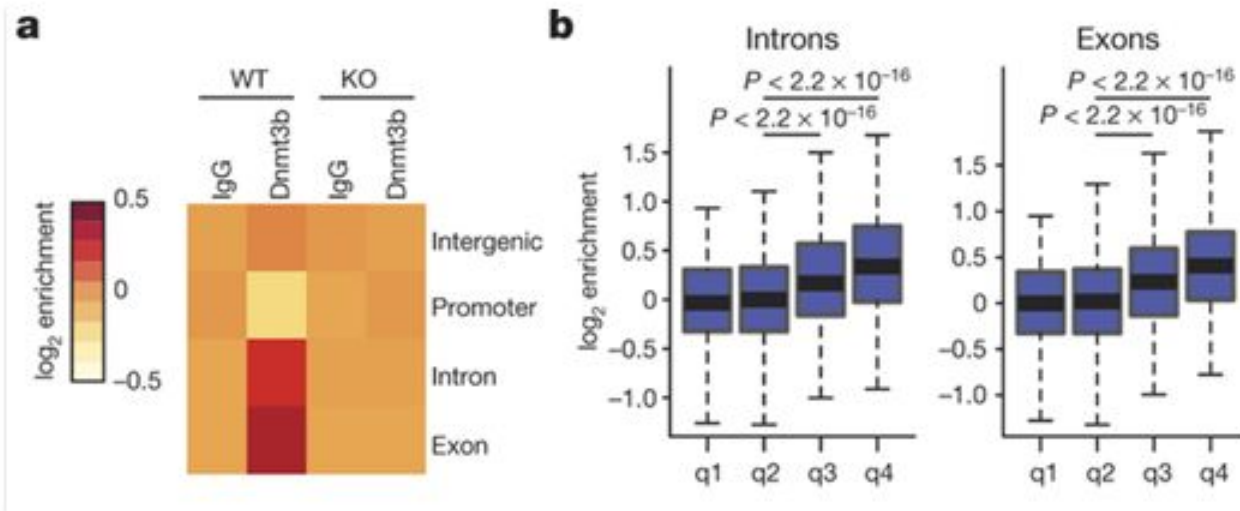 a
WT KO
IgG Dnmt3b IgG Dnmt3b
log2 enrichment
0.5
0
–0.5
Intergenic
Promoter
Intron
Exon
b
Introns
P < 2.2 × 10–16
P < 2.2 × 10–16
log2 enrichment
1.5
1.0
0.5
0
–0.5
–1.0
q1 q2 q3 q4
Exons
P < 2.2 × 10–16
P < 2.2 × 10–16
1.5
1.0
0.5
0
–0.5
–1.0
q1 q2 q3 q4